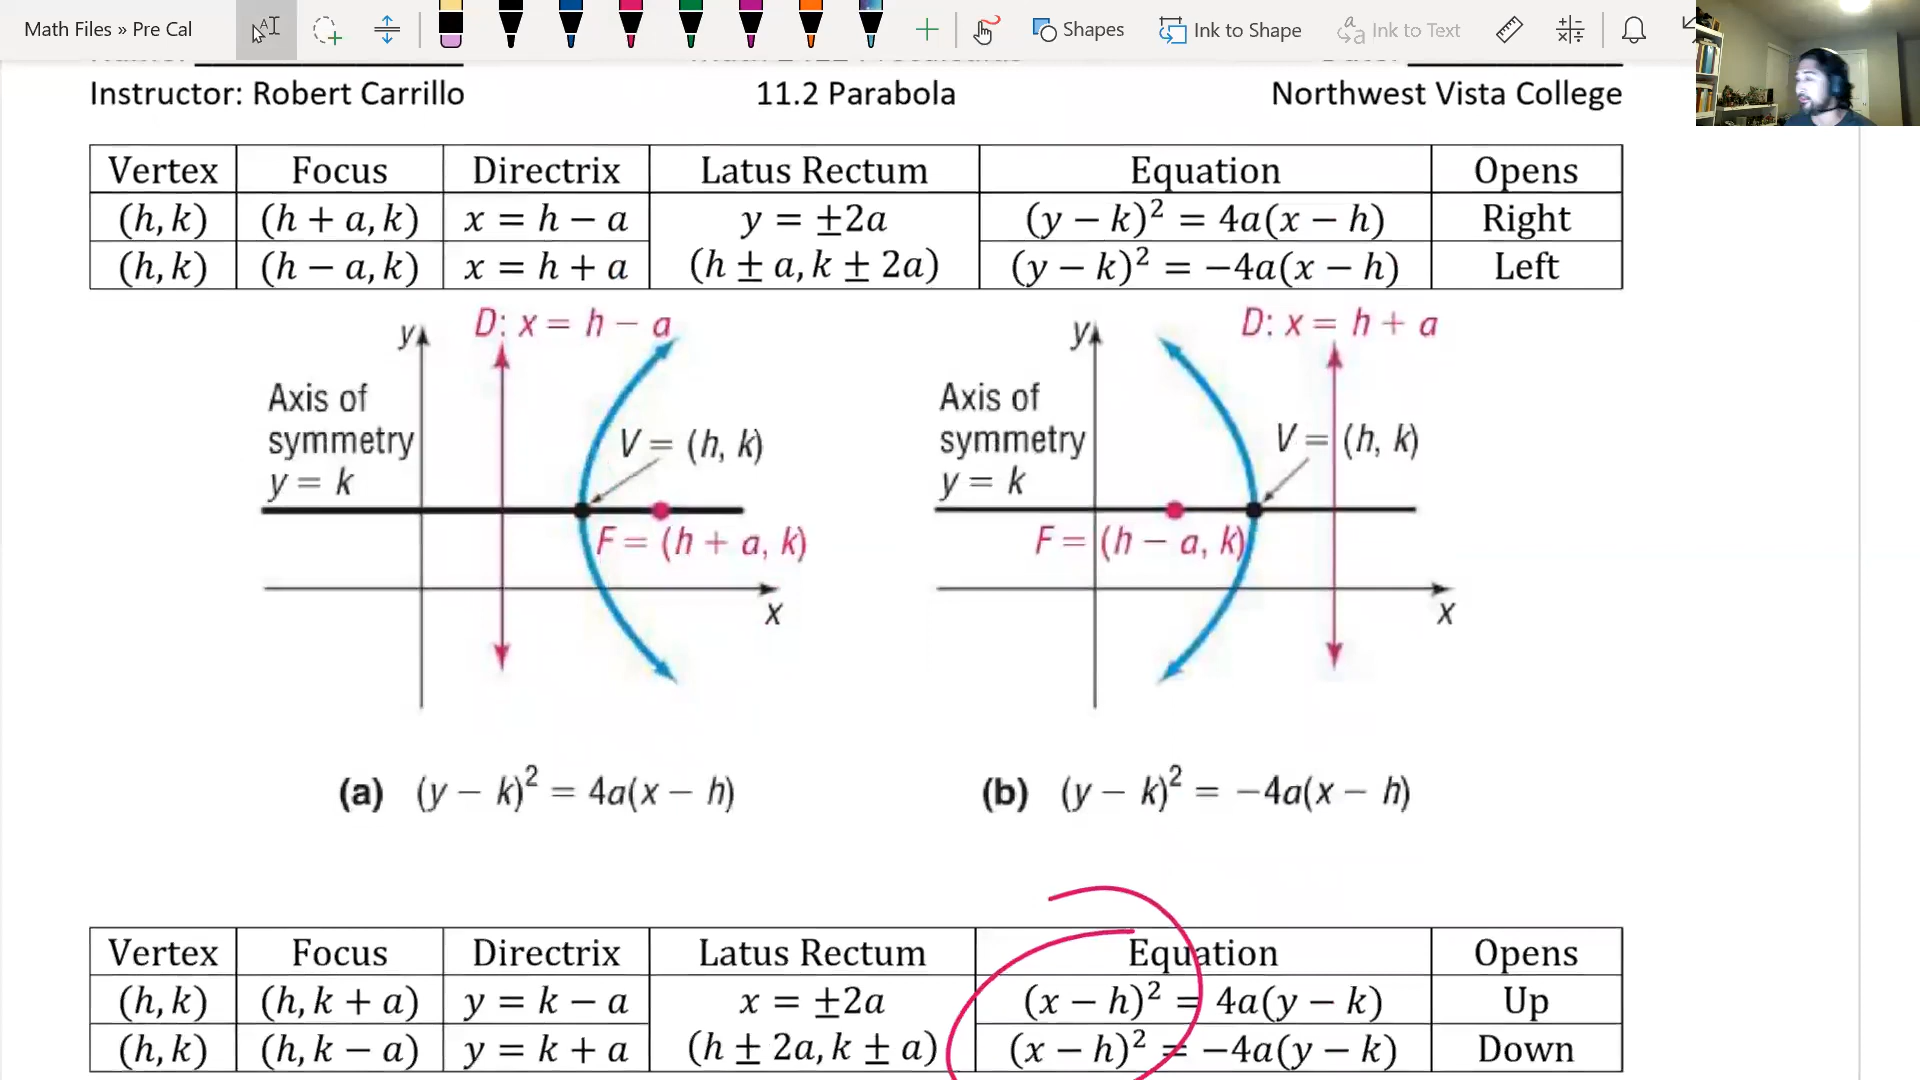 Math Files » Pre Cal
Shapes
Ink to Shape
Ink to Text
Instructor: Robert Carrillo 11.2 Parabola Northwest Vista College
Vertex Focus Directrix Latus Rectum Equation Opens
(h, k) (h + a, k) x = h − a y = ±2a (y − k)² = 4a(x − h) Right
(h, k) (h − a, k) x = h + a (h ± a, k ± 2a) (y − k)² = −4a(x − h) Left
y D: x = h − a
Axis of
symmetry
y = k
V = (h, k)
F = (h + a, k)
x
(a) (y − k)² = 4a(x − h)
y D: x = h + a
Axis of
symmetry
y = k
V = (h, k)
F = (h − a, k)
x
(b) (y − k)² = −4a(x − h)
Vertex Focus Directrix Latus Rectum Equation Opens
(h, k) (h, k + a) y = k − a x = ±2a (x − h)² = 4a(y − k) Up
(h, k) (h, k − a) y = k + a (h ± 2a, k ± a) (x − h)² = −4a(y − k) Down